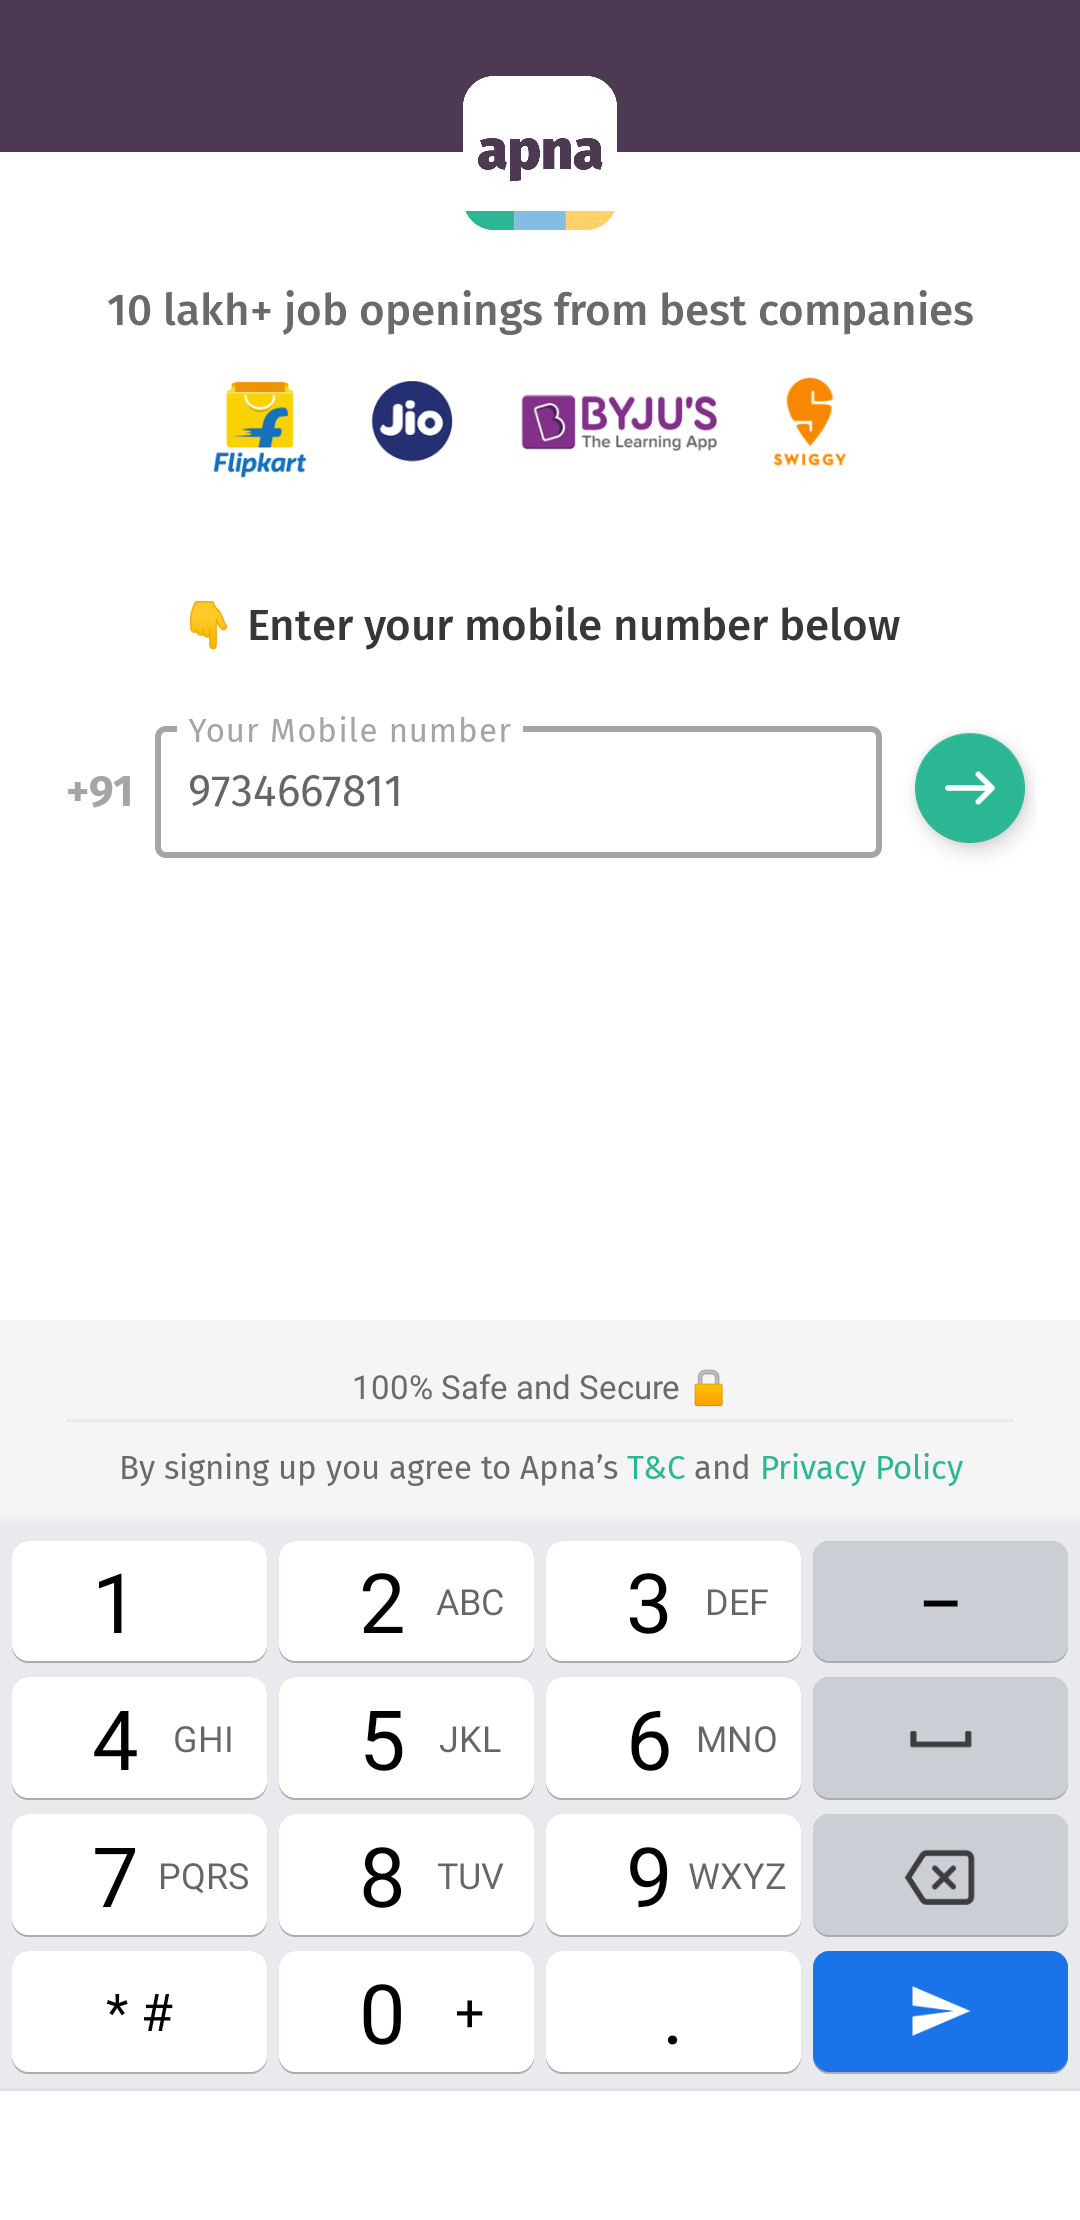 apna
10 lakh+ job openings from best companies
Flipkart
Jio
BYJU'S
The Learning App
SWIGGY
👇 Enter your mobile number below
Your Mobile number
+91 9734667811
100% Safe and Secure 🔒
By signing up you agree to Apna’s T&C and Privacy Policy
1 2 ABC 3 DEF –
4 GHI 5 JKL 6 MNO
7 PQRS 8 TUV 9 WXYZ
* # 0 + .